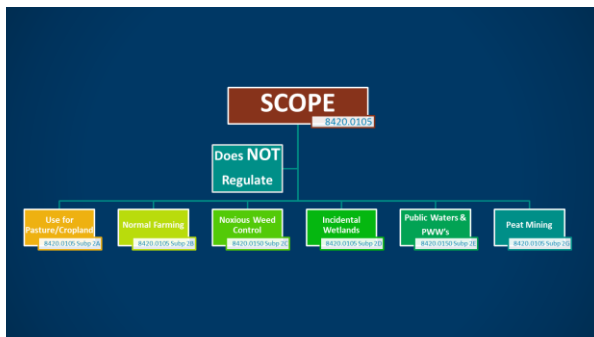 SCOPE
8420.0105
Does NOT
Regulate
Use for
Pasture/Cropland
8420.0105 Subp 2A
Normal Farming
8420.0105 Subp 2B
Noxious Weed
Control
8420.0150 Subp 2C
Incidental
Wetlands
8420.0105 Subp 2D
Public Waters &
PWW's
8420.0150 Subp 2E
Peat Mining
8420.0105 Subp 2G